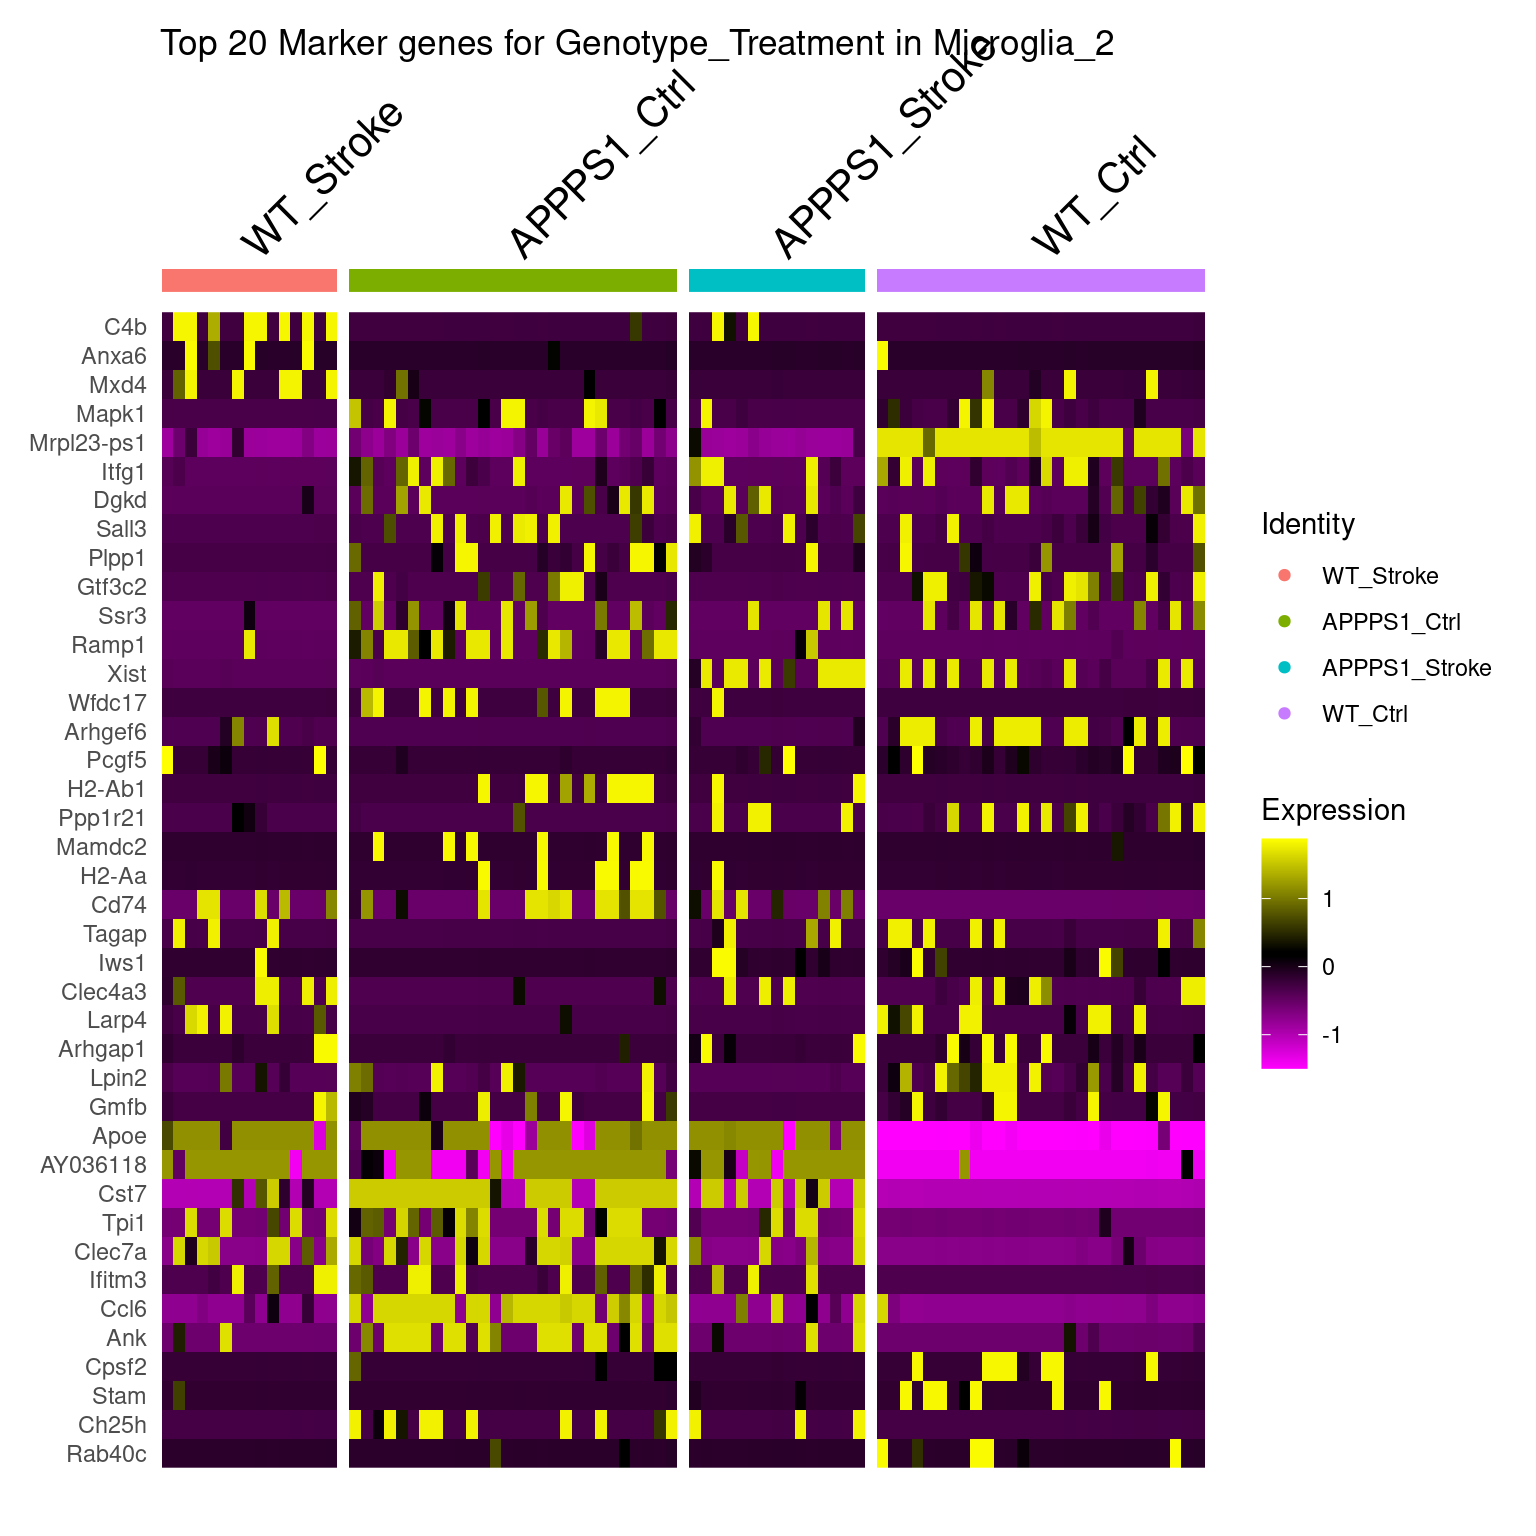 Top 20 Marker genes for Genotype_Treatment in Microglia_2
WT_Stroke
APPPS1_Ctrl
APPPS1_Stroke
WT_Ctrl
C4b
Anxa6
Mxd4
Mapk1
Mrpl23-ps1
Itfg1
Dgkd
Sall3
Plpp1
Gtf3c2
Ssr3
Ramp1
Xist
Wfdc17
Arhgef6
Pcgf5
H2-Ab1
Ppp1r21
Mamdc2
H2-Aa
Cd74
Tagap
Iws1
Clec4a3
Larp4
Arhgap1
Lpin2
Gmfb
Apoe
AY036118
Cst7
Tpi1
Clec7a
Ifitm3
Ccl6
Ank
Cpsf2
Stam
Ch25h
Rab40c
Identity
WT_Stroke
APPPS1_Ctrl
APPPS1_Stroke
WT_Ctrl
Expression
1
0
-1